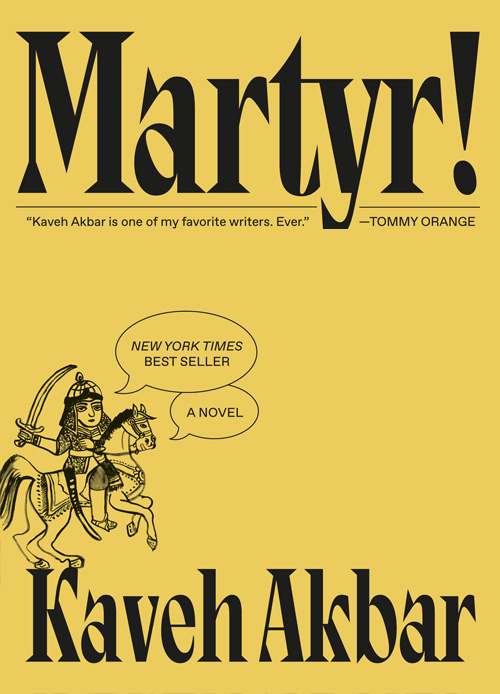 Martyr!
“Kaveh Akbar is one of my favorite writers. Ever.” —TOMMY ORANGE
NEW YORK TIMES
BEST SELLER
A NOVEL
Kaveh Akbar